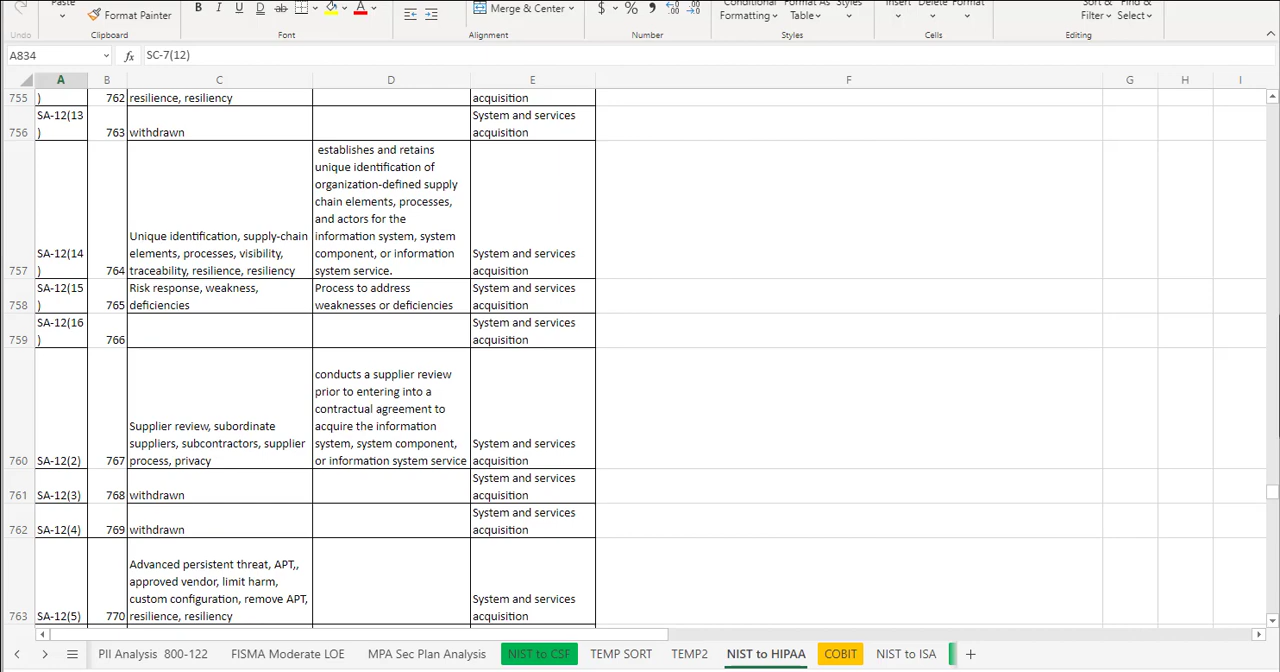 Paste
Format Painter
B I U D ab A
Merge & Center
$ % 9 .00
Conditional Format As Styles
Formatting Table
Insert Delete Format
Sort & Find &
Filter Select
Undo Clipboard Font Alignment Number Styles Cells Editing
A834 fx SC-7(12)
A B C D E F G H I
755 ) 762 resilience, resiliency acquisition
SA-12(13 System and services
756 ) 763 withdrawn acquisition
establishes and retains
unique identification of
organization-defined supply
chain elements, processes,
and actors for the
Unique identification, supply-chain information system, system
SA-12(14 elements, processes, visibility, component, or information System and services
757 ) 764 traceability, resilience, resiliency system service. acquisition
SA-12(15 Risk response, weakness, Process to address System and services
758 ) 765 deficiencies weaknesses or deficiencies acquisition
SA-12(16 System and services
759 ) 766 acquisition
conducts a supplier review
prior to entering into a
contractual agreement to
Supplier review, subordinate acquire the information
suppliers, subcontractors, supplier system, system component, System and services
760 SA-12(2) 767 process, privacy or information system service acquisition
System and services
761 SA-12(3) 768 withdrawn acquisition
System and services
762 SA-12(4) 769 withdrawn acquisition
Advanced persistent threat, APT,,
approved vendor, limit harm,
custom configuration, remove APT, System and services
763 SA-12(5) 770 resilience, resiliency acquisition
PII Analysis 800-122 FISMA Moderate LOE MPA Sec Plan Analysis NIST to CSF TEMP SORT TEMP2 NIST to HIPAA COBIT NIST to ISA